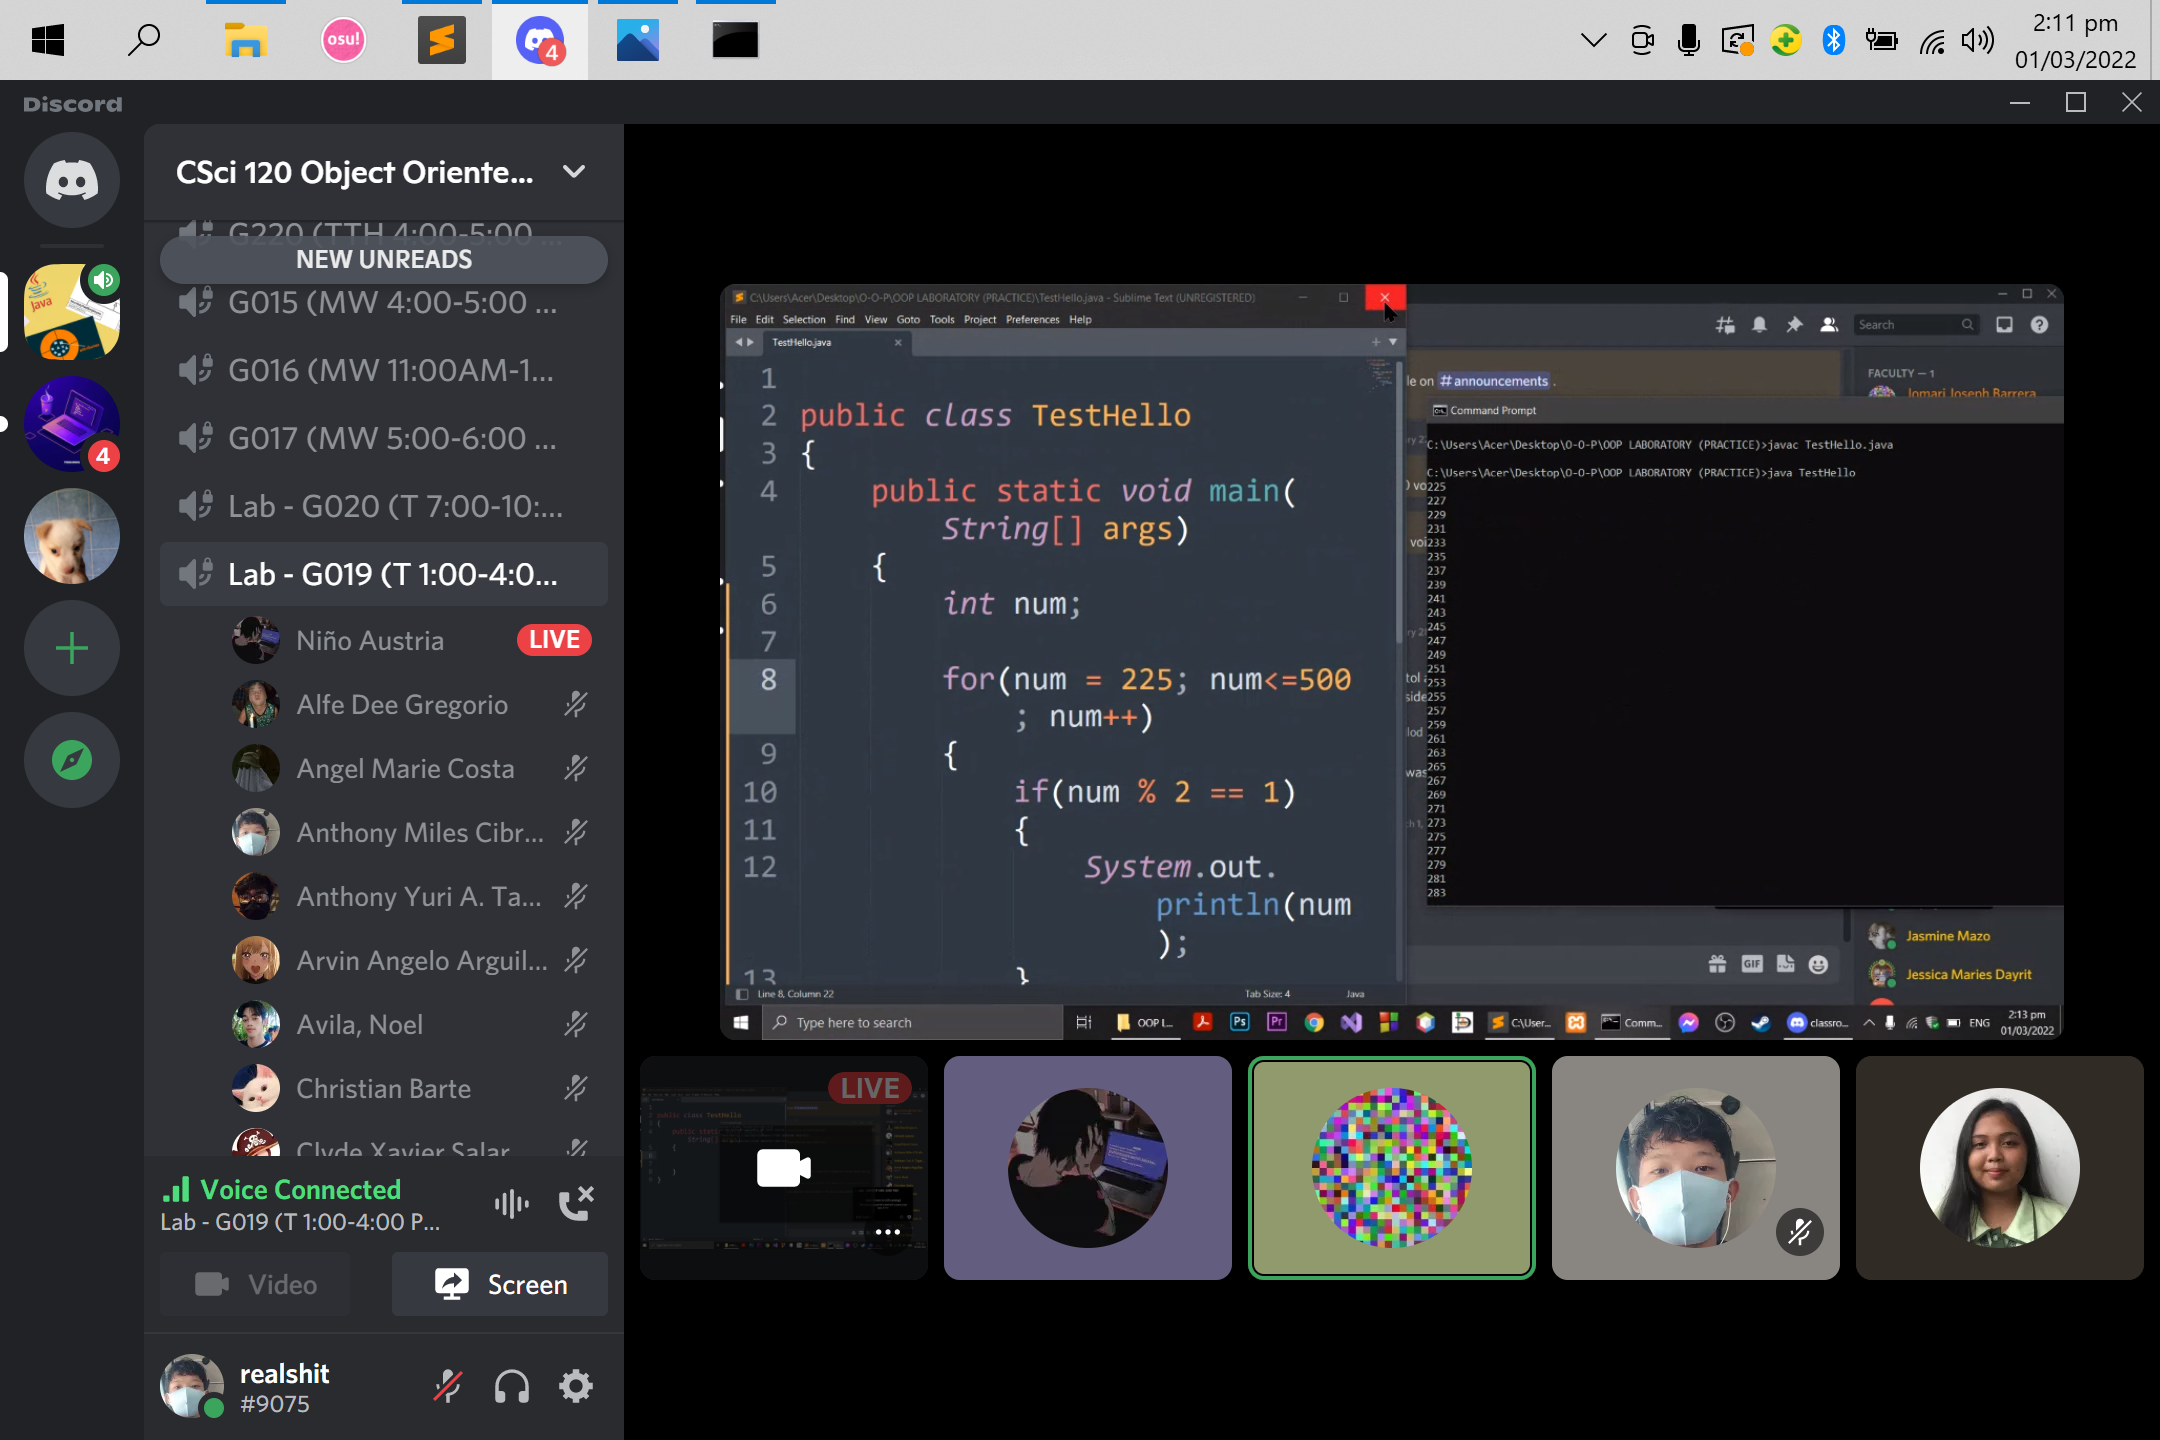 osu!
4
2:11 pm
01/03/2022
Discord
CSci 120 Object Oriente...
G220 (TTH 4:00-5:00 ...
NEW UNREADS
G015 (MW 4:00-5:00 ...
G016 (MW 11:00AM-1...
G017 (MW 5:00-6:00 ...
Lab - G020 (T 7:00-10:...
Lab - G019 (T 1:00-4:0...
Java
4
Niño Austria
LIVE
Alfe Dee Gregorio
Angel Marie Costa
Anthony Miles Cibr...
Anthony Yuri A. Ta...
Arvin Angelo Arguil...
Avila, Noel
Christian Barte
Clyde Xavier Salar
Voice Connected
Lab - G019 (T 1:00-4:00 P...
Video
Screen
realshit
#9075
C:\Users\Acer\Desktop\O-O-P\OOP LABORATORY (PRACTICE)\TestHello.java - Sublime Text (UNREGISTERED)
File Edit Selection Find View Goto Tools Project Preferences Help
TestHello.java
1
2 public class TestHello
3 {
4 public static void main(
String[] args)
5 {
6 int num;
7
8 for(num = 225; num<=500
; num++)
9 {
10 if(num % 2 == 1)
11 {
12 System.out.
println(num
);
13 }
Line 8, Column 22
Tab Size: 4
Java
Search
FACULTY — 1
Jomari Joseph Barrera
le on #announcements .
Command Prompt
C:\Users\Acer\Desktop\O-O-P\OOP LABORATORY (PRACTICE)>javac TestHello.java
C:\Users\Acer\Desktop\O-O-P\OOP LABORATORY (PRACTICE)>java TestHello
225
227
229
231
233
235
237
239
241
243
245
247
249
251
253
255
257
259
261
263
265
267
269
271
273
275
277
279
281
283
GIF
Jasmine Mazo
Jessica Maries Dayrit
Type here to search
OOP L...
Ps
Pr
C:\User...
Comm...
classro...
ENG
2:13 pm
01/03/2022
LIVE